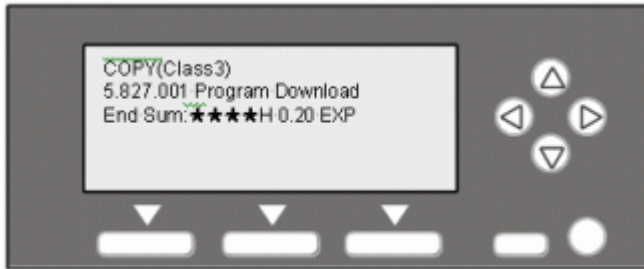 COPY(Class3)
5.827.001 Program Download
End Sum:★★★★H 0.20 EXP